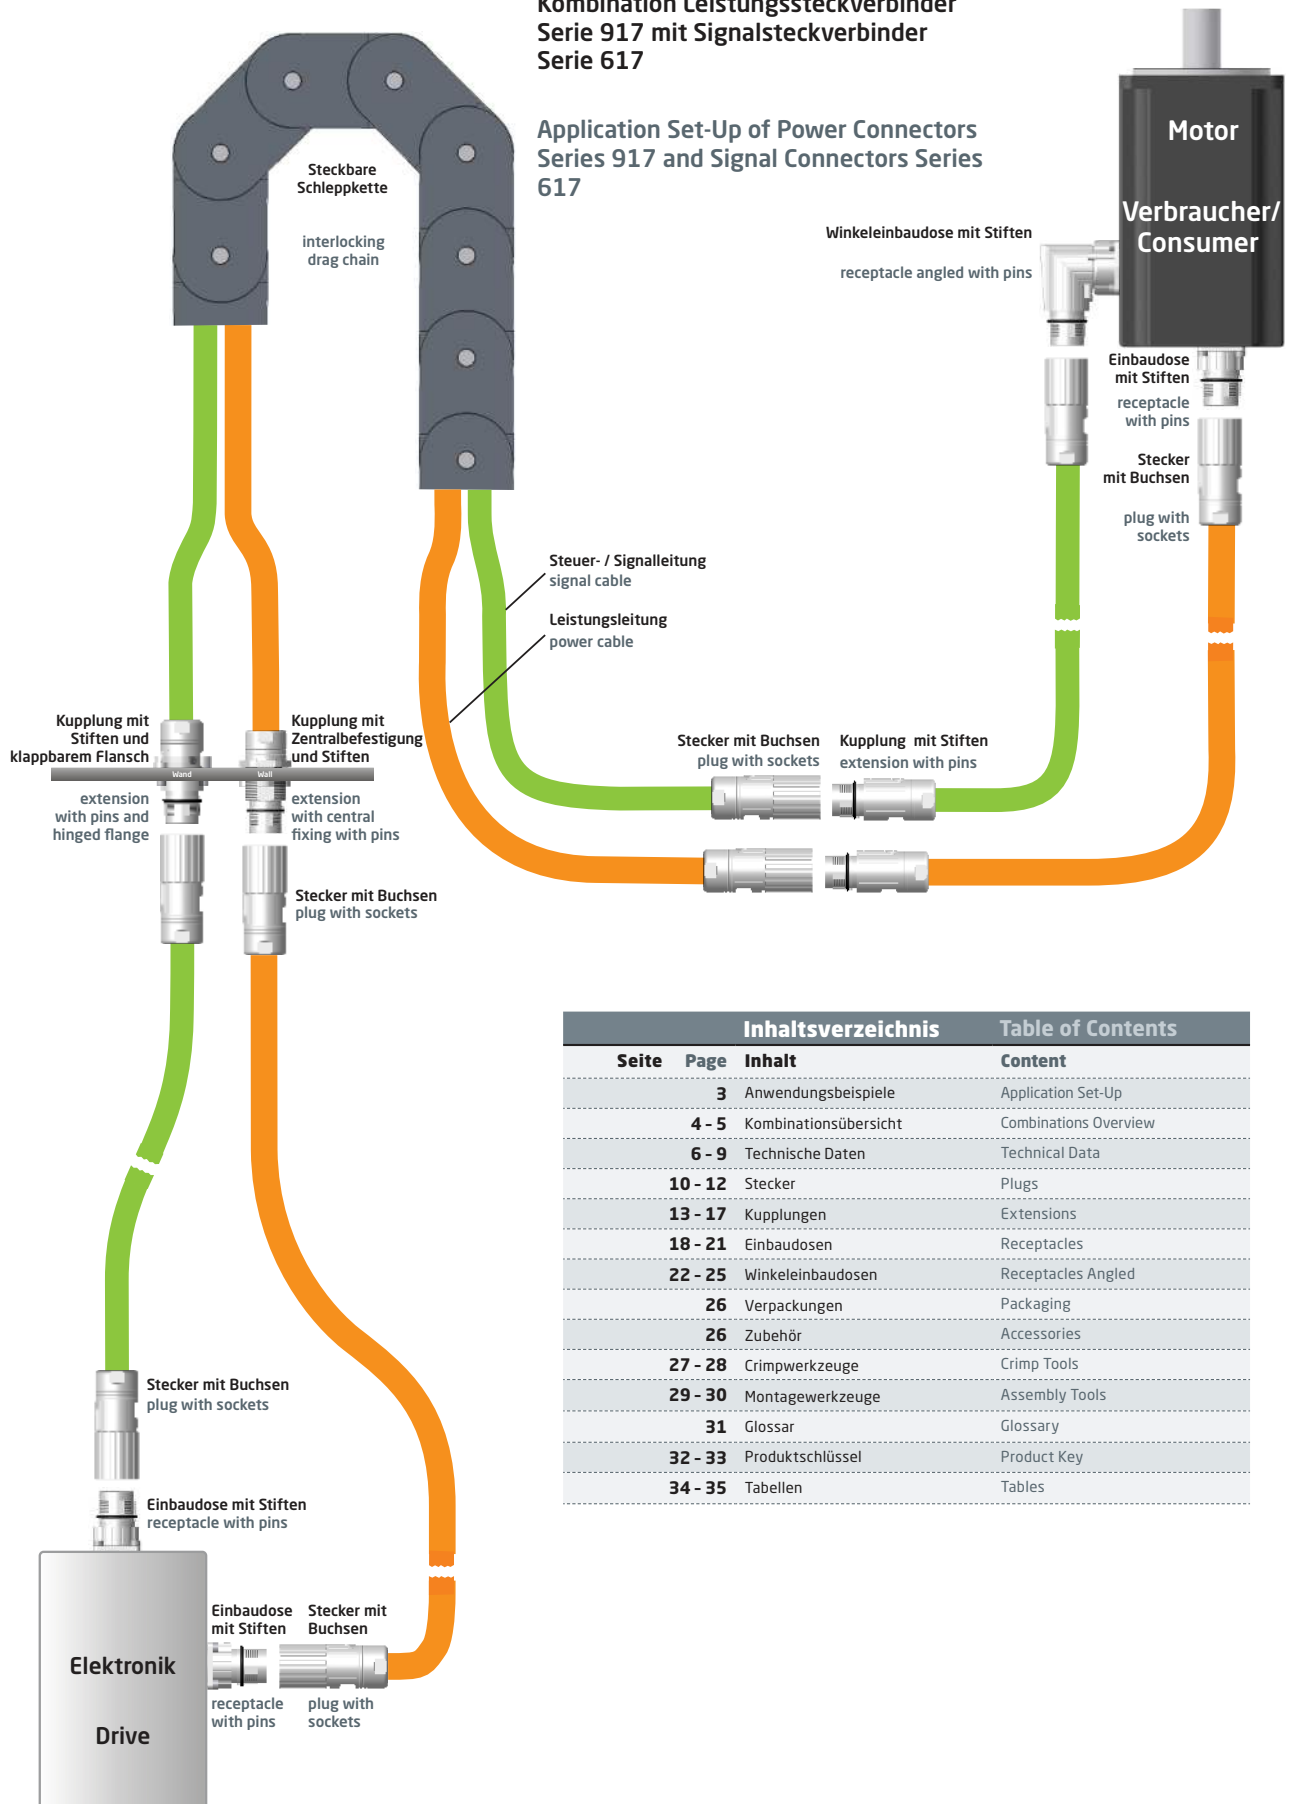 Kombination Leistungssteckverbinder
Serie 917 mit Signalsteckverbinder
Serie 617
Application Set-Up of Power Connectors
Series 917 and Signal Connectors Series
617
Steckbare
Schleppkette
interlocking
drag chain
Motor
Verbraucher/
Consumer
Winkeleinbaudose mit Stiften
receptacle angled with pins
Einbaudose
mit Stiften
receptacle
with pins
Stecker
mit Buchsen
plug with
sockets
Steuer- / Signalleitung
signal cable
Leistungsleitung
power cable
Kupplung mit
Stiften und
klappbarem Flansch
Kupplung mit
Zentralbefestigung
und Stiften
Wand
Wall
extension
with pins and
hinged flange
extension
with central
fixing with pins
Stecker mit Buchsen
plug with sockets
Kupplung mit Stiften
extension with pins
Stecker mit Buchsen
plug with sockets
Inhaltsverzeichnis Table of Contents
Seite Page Inhalt Content
3 Anwendungsbeispiele Application Set-Up
4 – 5 Kombinationsübersicht Combinations Overview
6 – 9 Technische Daten Technical Data
10 – 12 Stecker Plugs
13 – 17 Kupplungen Extensions
18 – 21 Einbaudosen Receptacles
22 – 25 Winkeleinbaudosen Receptacles Angled
26 Verpackungen Packaging
26 Zubehör Accessories
27 – 28 Crimpwerkzeuge Crimp Tools
29 – 30 Montagewerkzeuge Assembly Tools
31 Glossar Glossary
32 – 33 Produktschlüssel Product Key
34 – 35 Tabellen Tables
Stecker mit Buchsen
plug with sockets
Einbaudose mit Stiften
receptacle with pins
Einbaudose
mit Stiften
Stecker mit
Buchsen
receptacle
with pins
plug with
sockets
Elektronik
Drive